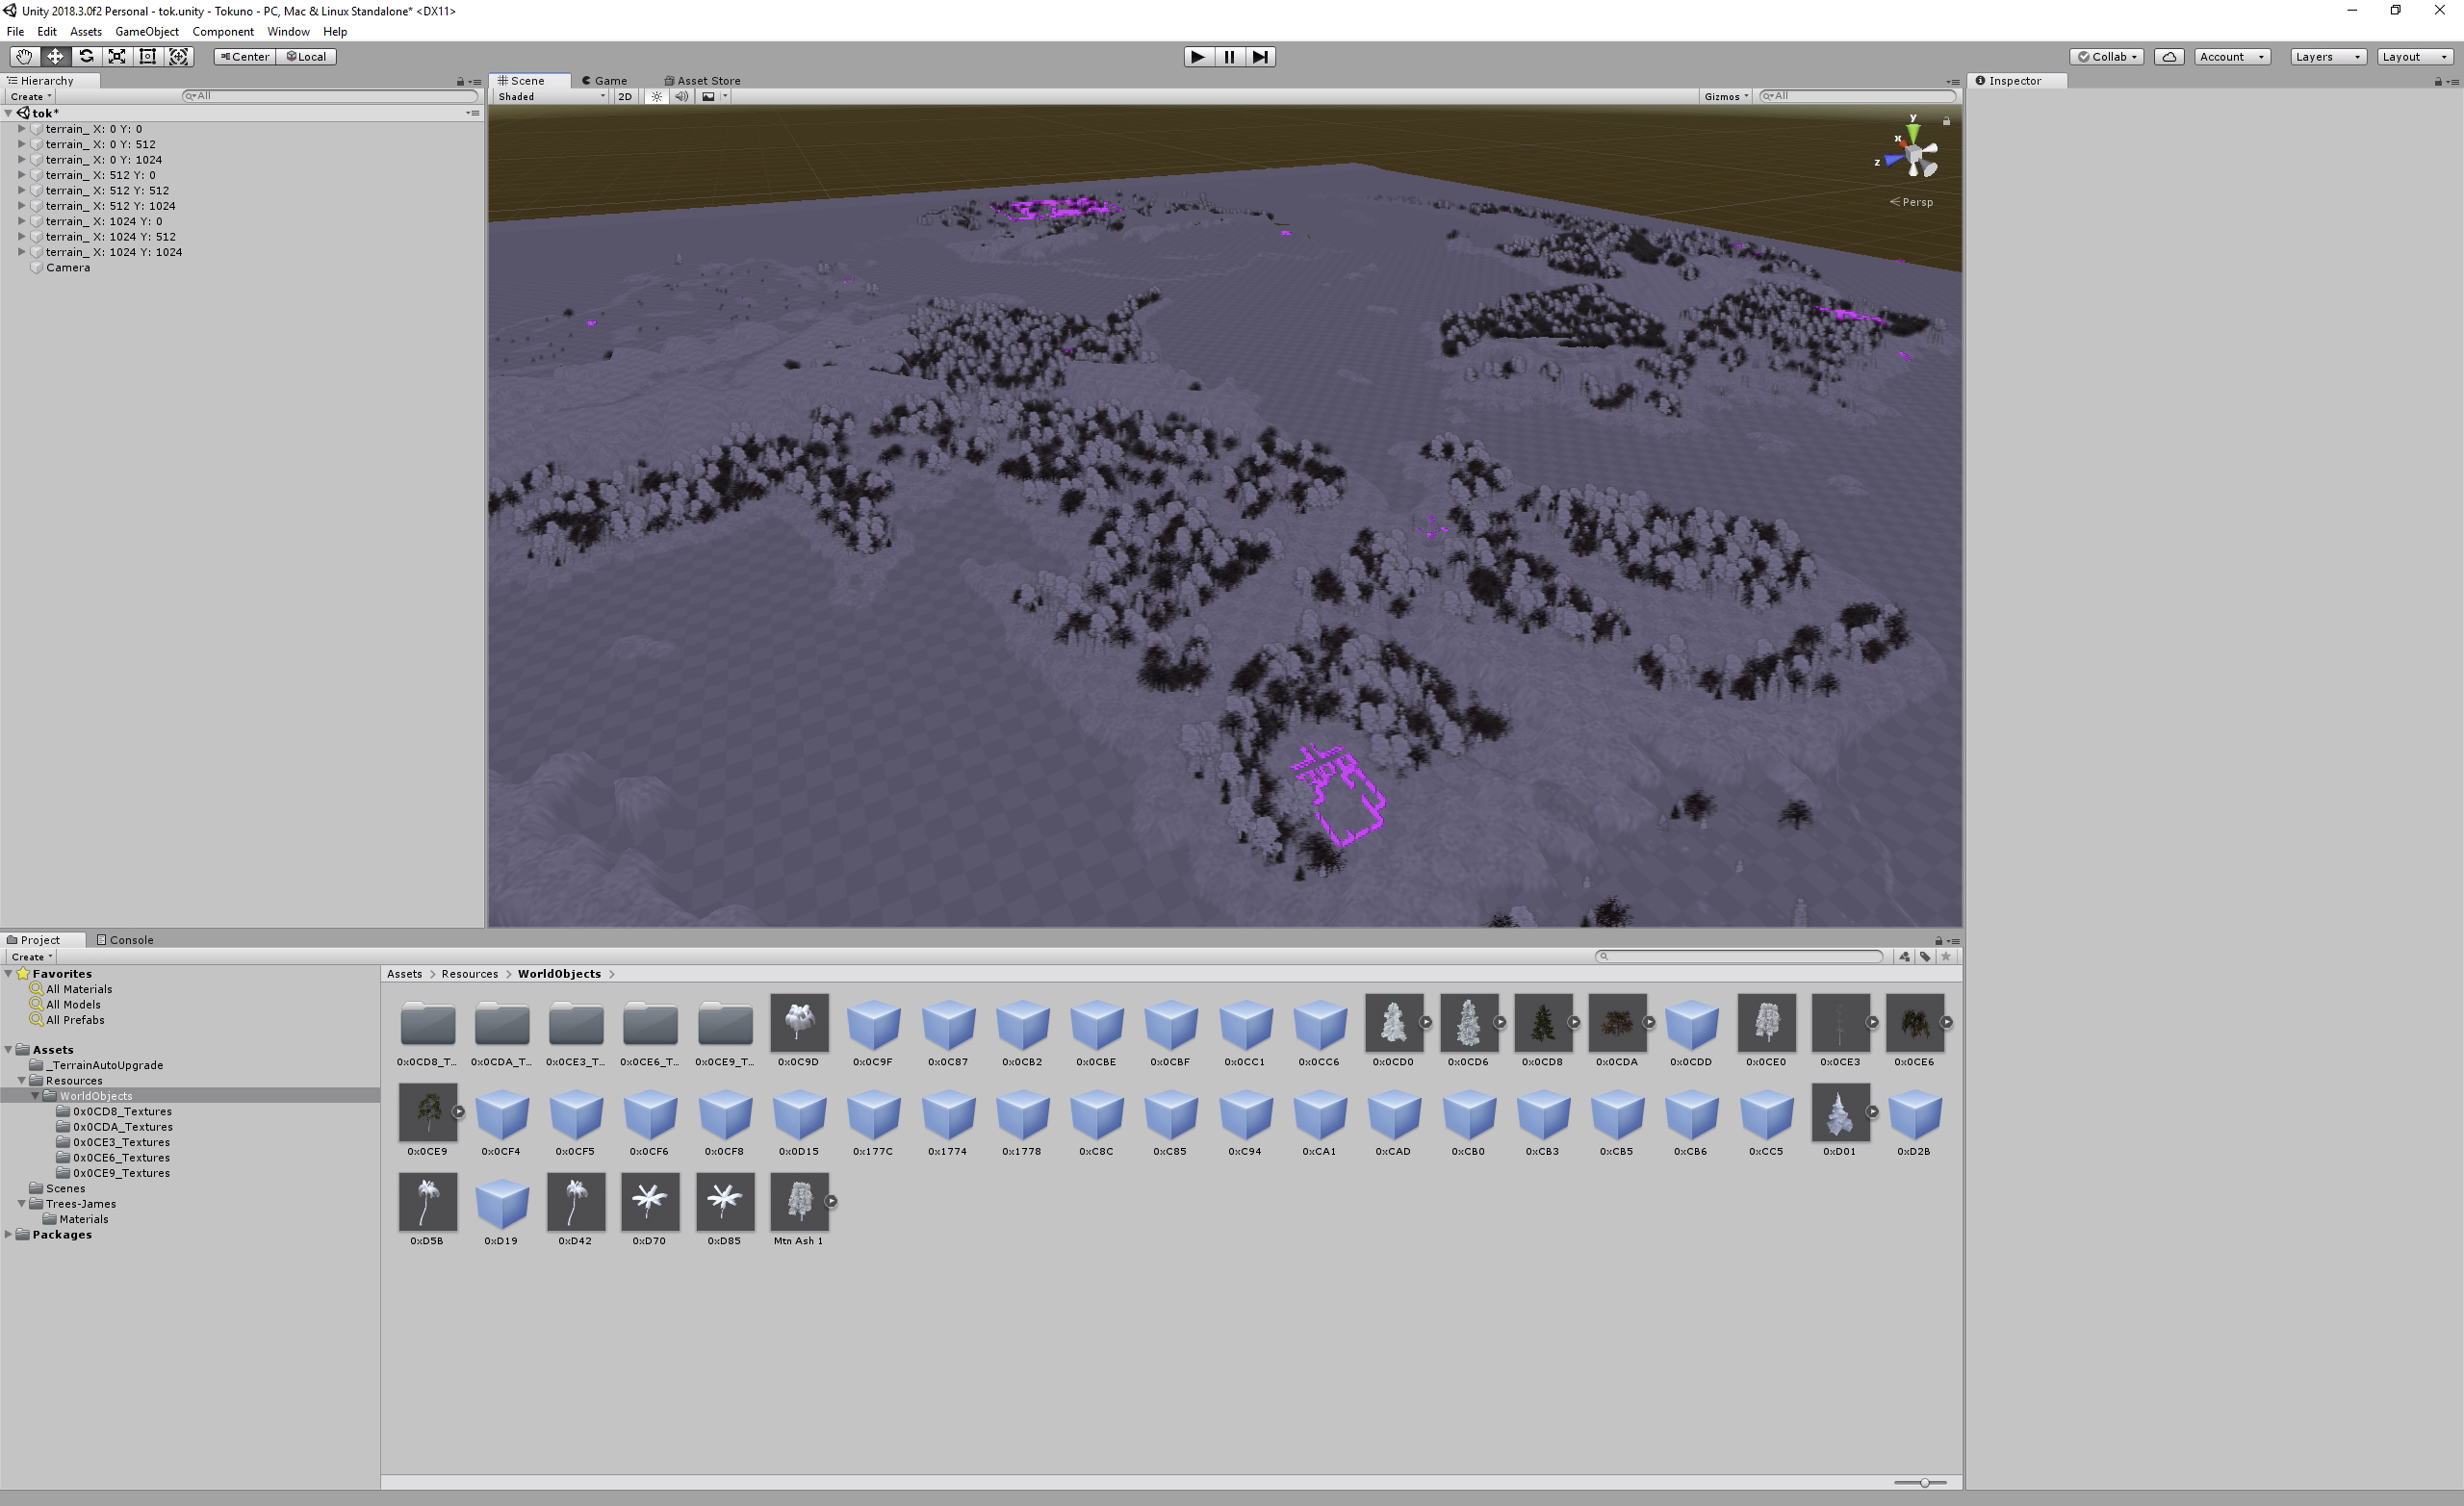 Unity 2018.3.0f2 Personal - tok.unity - Tokuno - PC, Mac & Linux Standalone* <DX11>
File Edit Assets GameObject Component Window Help
Center Local Collab Account Layers Layout
Hierarchy
Create All
tok*
terrain_ X: 0 Y: 0
terrain_ X: 0 Y: 512
terrain_ X: 0 Y: 1024
terrain_ X: 512 Y: 0
terrain_ X: 512 Y: 512
terrain_ X: 512 Y: 1024
terrain_ X: 1024 Y: 0
terrain_ X: 1024 Y: 512
terrain_ X: 1024 Y: 1024
Camera
Scene Game Asset Store
Shaded 2D Gizmos All
y
x
z
Persp
Inspector
Project Console
Create
Favorites
All Materials
All Models
All Prefabs
Assets
_TerrainAutoUpgrade
Resources
WorldObjects
0x0CD8_Textures
0x0CDA_Textures
0x0CE3_Textures
0x0CE6_Textures
0x0CE9_Textures
Scenes
Trees-James
Materials
Packages
Assets Resources WorldObjects
0x0CD8_T... 0x0CDA_T... 0x0CE3_T... 0x0CE6_T... 0x0CE9_T... 0x0C9D 0x0C9F 0x0C87 0x0CB2 0x0CBE 0x0CBF 0x0CC1 0x0CC6 0x0CD0 0x0CD6 0x0CD8 0x0CDA 0x0CDD 0x0CE0 0x0CE3 0x0CE6
0x0CE9 0x0CF4 0x0CF5 0x0CF6 0x0CF8 0x0D15 0x177C 0x1774 0x1778 0xC8C 0xC85 0xC94 0xCA1 0xCAD 0xCB0 0xCB3 0xCB5 0xCB6 0xCC5 0xD01 0xD2B
0xD5B 0xD19 0xD42 0xD70 0xD85 Mtn Ash 1